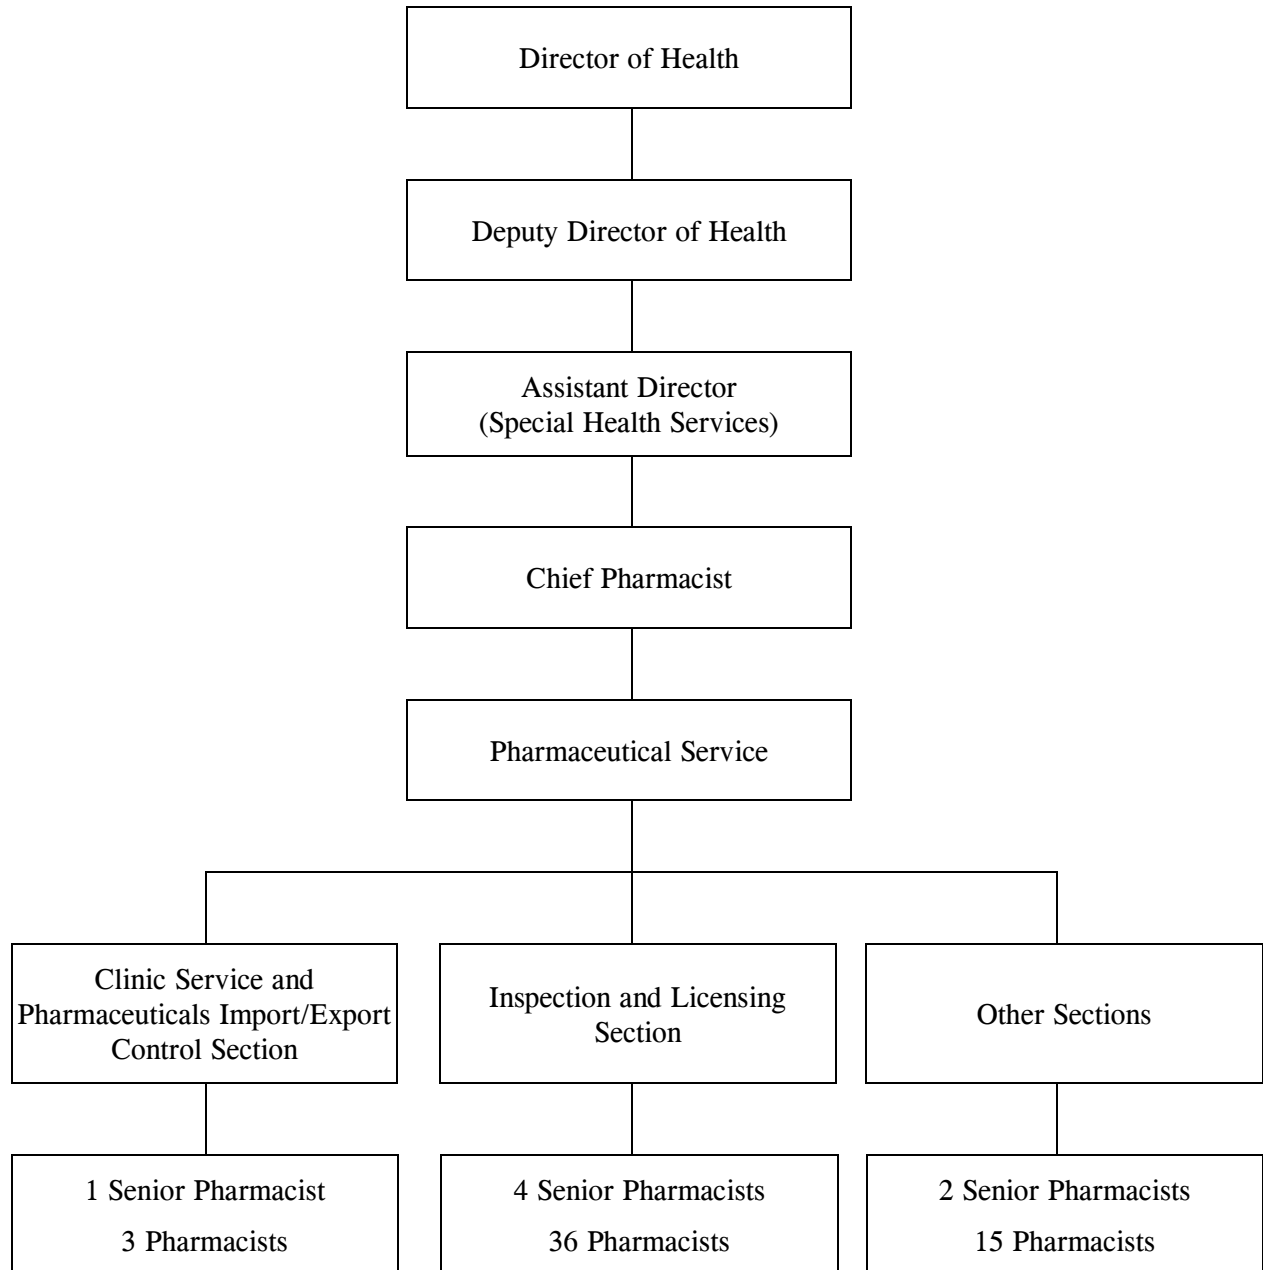 Director of Health
Deputy Director of Health
Assistant Director
(Special Health Services)
Chief Pharmacist
Pharmaceutical Service
Clinic Service and
Pharmaceuticals Import/Export
Control Section
Inspection and Licensing
Section
Other Sections
1 Senior Pharmacist
3 Pharmacists
4 Senior Pharmacists
36 Pharmacists
2 Senior Pharmacists
15 Pharmacists